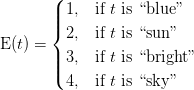 E(t) = { 1, if t is “blue”
2, if t is “sun”
3, if t is “bright”
4, if t is “sky”